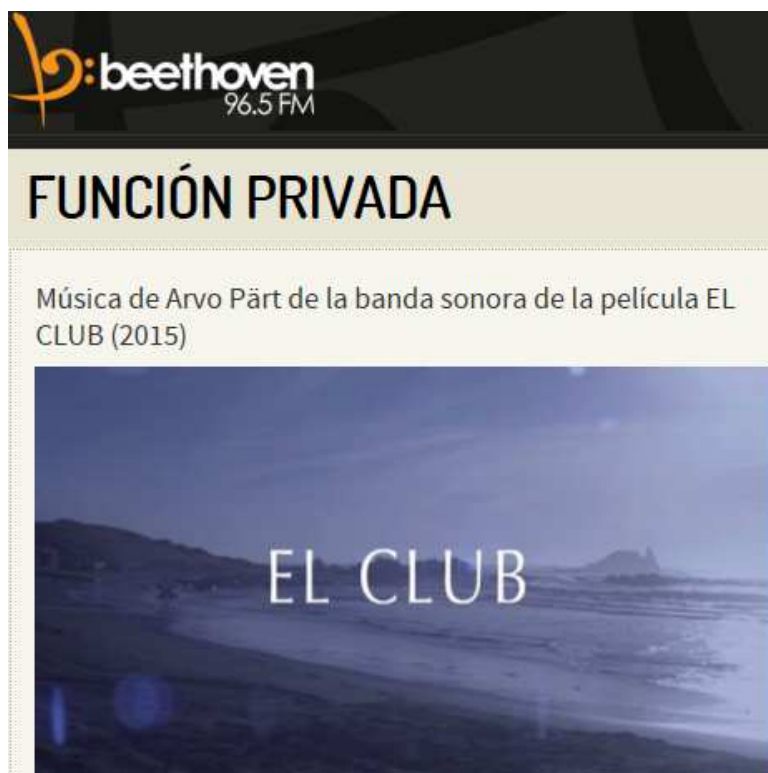 beethoven
96.5 FM
FUNCIÓN PRIVADA
Música de Arvo Pärt de la banda sonora de la película EL
CLUB (2015)
EL CLUB